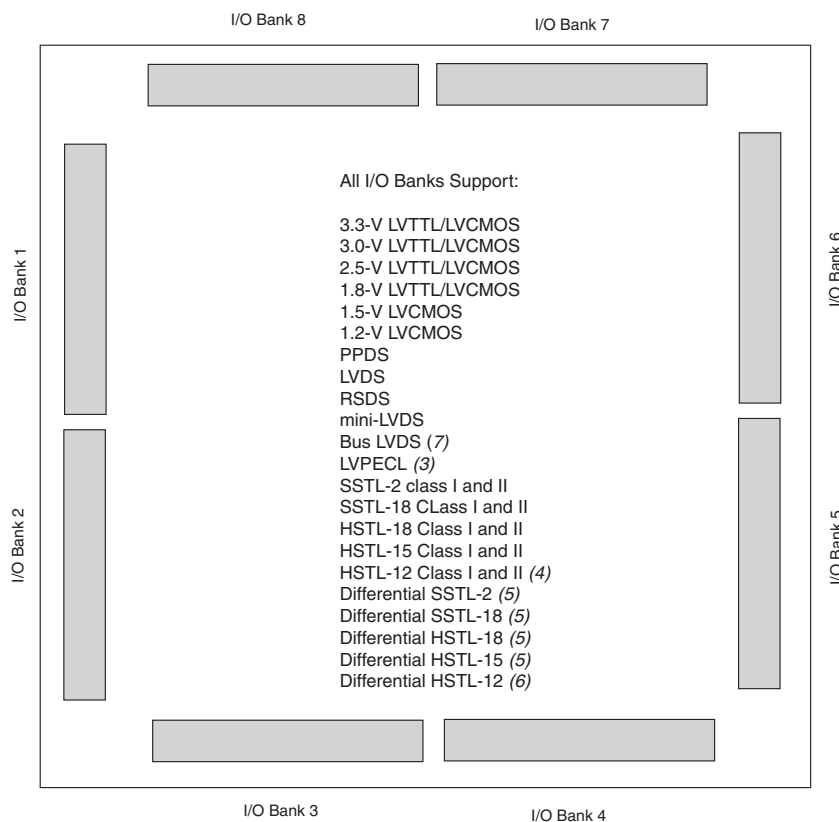 I/O Bank 8
I/O Bank 7
I/O Bank 1
I/O Bank 6
All I/O Banks Support:
3.3-V LVTTL/LVCMOS
3.0-V LVTTL/LVCMOS
2.5-V LVTTL/LVCMOS
1.8-V LVTTL/LVCMOS
1.5-V LVCMOS
1.2-V LVCMOS
PPDS
LVDS
RSDS
mini-LVDS
Bus LVDS (7)
LVPECL (3)
SSTL-2 class I and II
SSTL-18 CLass I and II
HSTL-18 Class I and II
HSTL-15 Class I and II
HSTL-12 Class I and II (4)
Differential SSTL-2 (5)
Differential SSTL-18 (5)
Differential HSTL-18 (5)
Differential HSTL-15 (5)
Differential HSTL-12 (6)
I/O Bank 2
I/O Bank 5
I/O Bank 3
I/O Bank 4